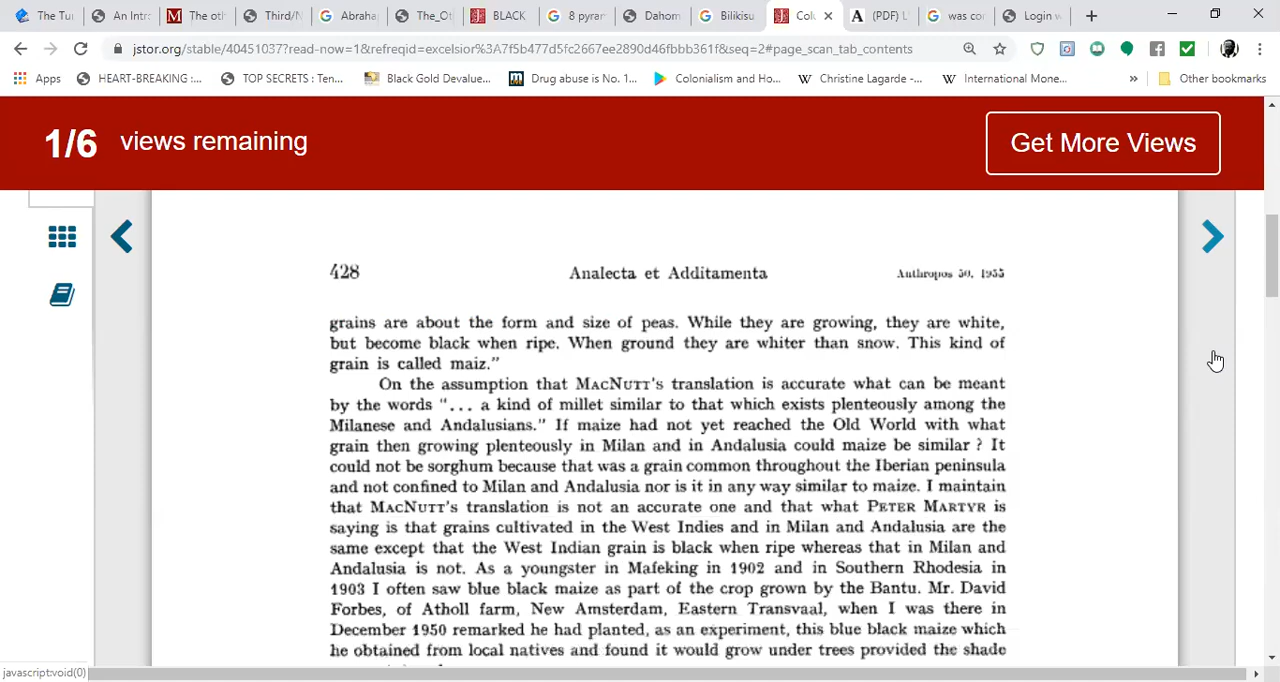 The Tur
An Intr
The oth
Third/N
Abrahar
The_Ot
BLACK
8 pyram
Dahom
Bilikisu
Colu
(PDF) L
was cor
Login w
jstor.org/stable/40451037?read-now=1&refreqid=excelsior%3A7f5b477d5fc2667ee2890d46fbbb361f&seq=2#page_scan_tab_contents
Apps
HEART-BREAKING :...
TOP SECRETS : Ten...
Black Gold Devalue...
Drug abuse is No. 1...
Colonialism and Ho...
Christine Lagarde -...
International Mone...
»
Other bookmarks
1/6 views remaining
Get More Views
428 Analecta et Additamenta Anthropos 50. 1955
grains are about the form and size of peas. While they are growing, they are white,
but become black when ripe. When ground they are whiter than snow. This kind of
grain is called maiz."
On the assumption that MACNUTT's translation is accurate what can be meant
by the words "... a kind of millet similar to that which exists plenteously among the
Milanese and Andalusians." If maize had not yet reached the Old World with what
grain then growing plenteously in Milan and in Andalusia could maize be similar ? It
could not be sorghum because that was a grain common throughout the Iberian peninsula
and not confined to Milan and Andalusia nor is it in any way similar to maize. I maintain
that MACNUTT's translation is not an accurate one and that what PETER MARTYR is
saying is that grains cultivated in the West Indies and in Milan and Andalusia are the
same except that the West Indian grain is black when ripe whereas that in Milan and
Andalusia is not. As a youngster in Mafeking in 1902 and in Southern Rhodesia in
1903 I often saw blue black maize as part of the crop grown by the Bantu. Mr. David
Forbes, of Atholl farm, New Amsterdam, Eastern Transvaal, when I was there in
December 1950 remarked he had planted, as an experiment, this blue black maize which
he obtained from local natives and found it would grow under trees provided the shade
javascript:void(0)